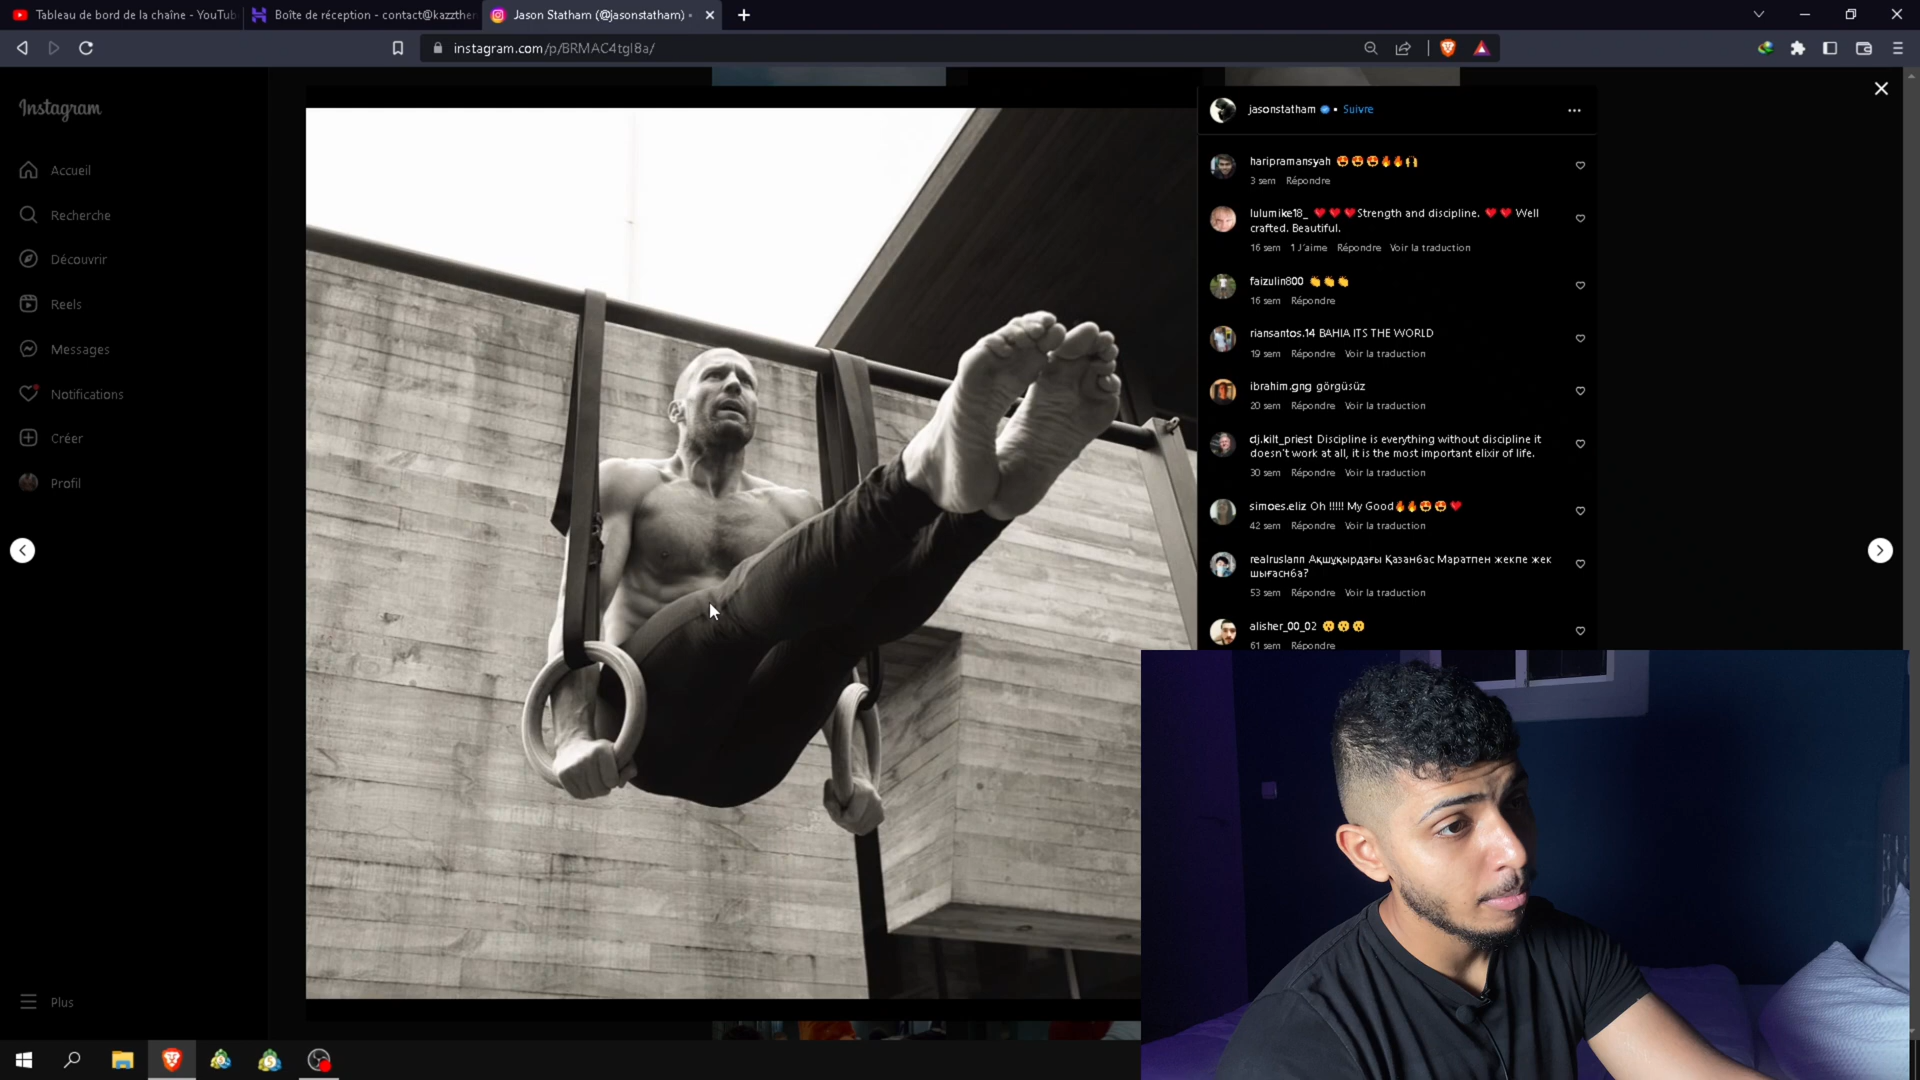 Tableau de bord de la chaîne - YouTub
Boîte de réception - contact@kazzthem
Jason Statham (@jasonstatham) •
instagram.com/p/BRMAC4tgl8a/
Instagram
Accueil
Recherche
Découvrir
Reels
Messages
Notifications
Créer
Profil
Plus
jasonstatham • Suivre
haripramansyah 😍😍😍🔥🔥🙌
3 sem Répondre
lulumike18_ ❤️❤️❤️Strength and discipline. ❤️❤️ Well
crafted. Beautiful.
16 sem 1 J’aime Répondre Voir la traduction
faizulin800 👏👏👏
16 sem Répondre
riansantos.14 BAHIA ITS THE WORLD
19 sem Répondre Voir la traduction
ibrahim.gng görgüsüz
20 sem Répondre Voir la traduction
dj.kilt_priest Discipline is everything without discipline it
doesn't work at all, it is the most important elixir of life.
30 sem Répondre Voir la traduction
simoes.eliz Oh !!!!! My Good🔥🔥😍😍❤️
42 sem Répondre Voir la traduction
realruslann Ақшұқырдағы Қазанбас Маратпен жекпе жек
шығаснба?
53 sem Répondre Voir la traduction
alisher_00_02 😮😮😮
61 sem Répondre